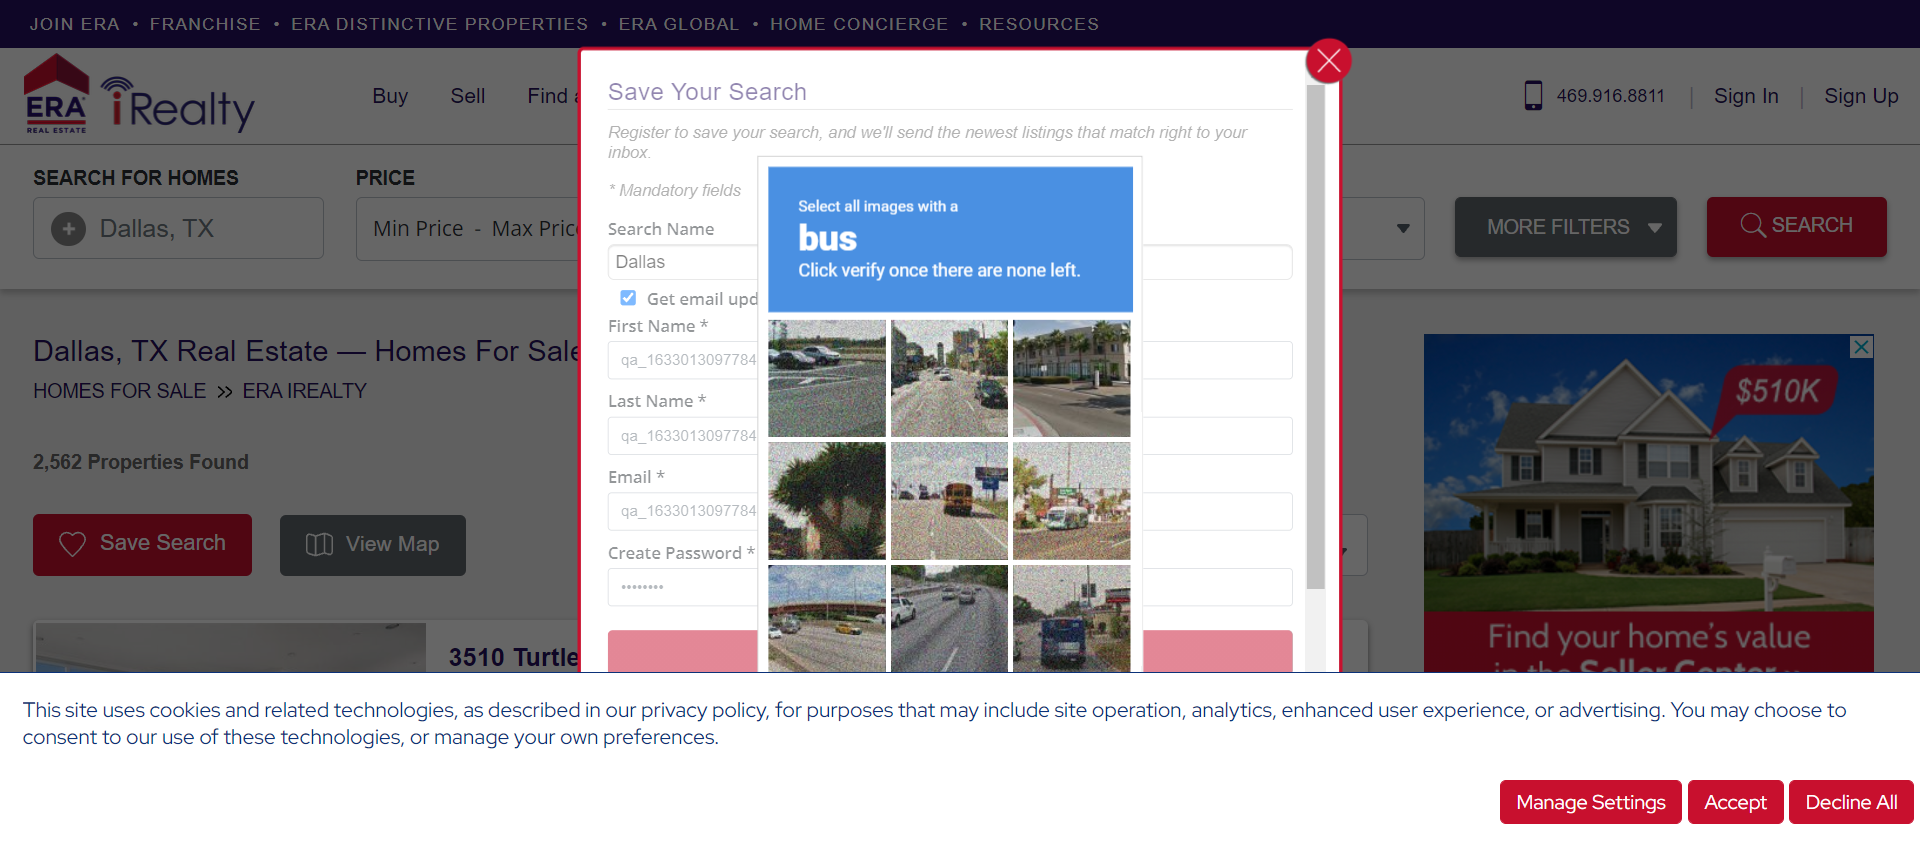 JOIN ERA • FRANCHISE • ERA DISTINCTIVE PROPERTIES • ERA GLOBAL • HOME CONCIERGE • RESOURCES
ERA
REAL ESTATE
iRealty
Buy
Sell
Find a
469.916.8811
Sign In
Sign Up
SEARCH FOR HOMES
Dallas, TX
PRICE
Min Price - Max Price
MORE FILTERS
SEARCH
Save Your Search
Register to save your search, and we'll send the newest listings that match right to your
inbox.
* Mandatory fields
Search Name
Dallas
Get email upd
First Name *
qa_1633013097784
Last Name *
qa_1633013097784
Email *
qa_1633013097784
Create Password *
••••••••
Select all images with a
bus
Click verify once there are none left.
Dallas, TX Real Estate — Homes For Sale
HOMES FOR SALE » ERA IREALTY
2,562 Properties Found
Save Search
View Map
3510 Turtle
$510K
Find your home's value
in the Seller Center
This site uses cookies and related technologies, as described in our privacy policy, for purposes that may include site operation, analytics, enhanced user experience, or advertising. You may choose to
consent to our use of these technologies, or manage your own preferences.
Manage Settings
Accept
Decline All